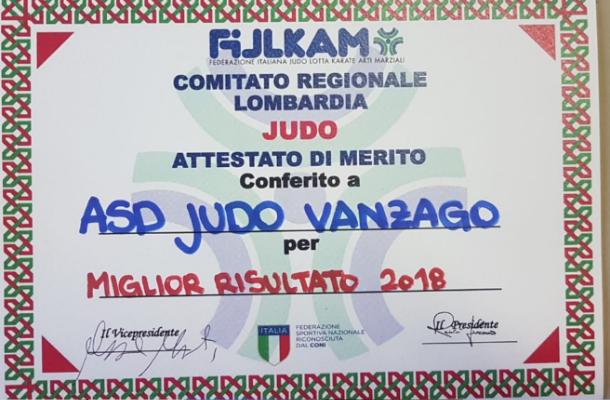 FIJLKAM
FEDERAZIONE ITALIANA JUDO LOTTA KARATE ARTI MARZIALI
COMITATO REGIONALE
LOMBARDIA
JUDO
ATTESTATO DI MERITO
Conferito a
ASD JUDO VANZAGO
per
MIGLIOR RISULTATO 2018
Il Vicepresidente
ITALIA
FEDERAZIONE
SPORTIVA NAZIONALE
RICONOSCIUTA
DAL CONI
Il Presidente